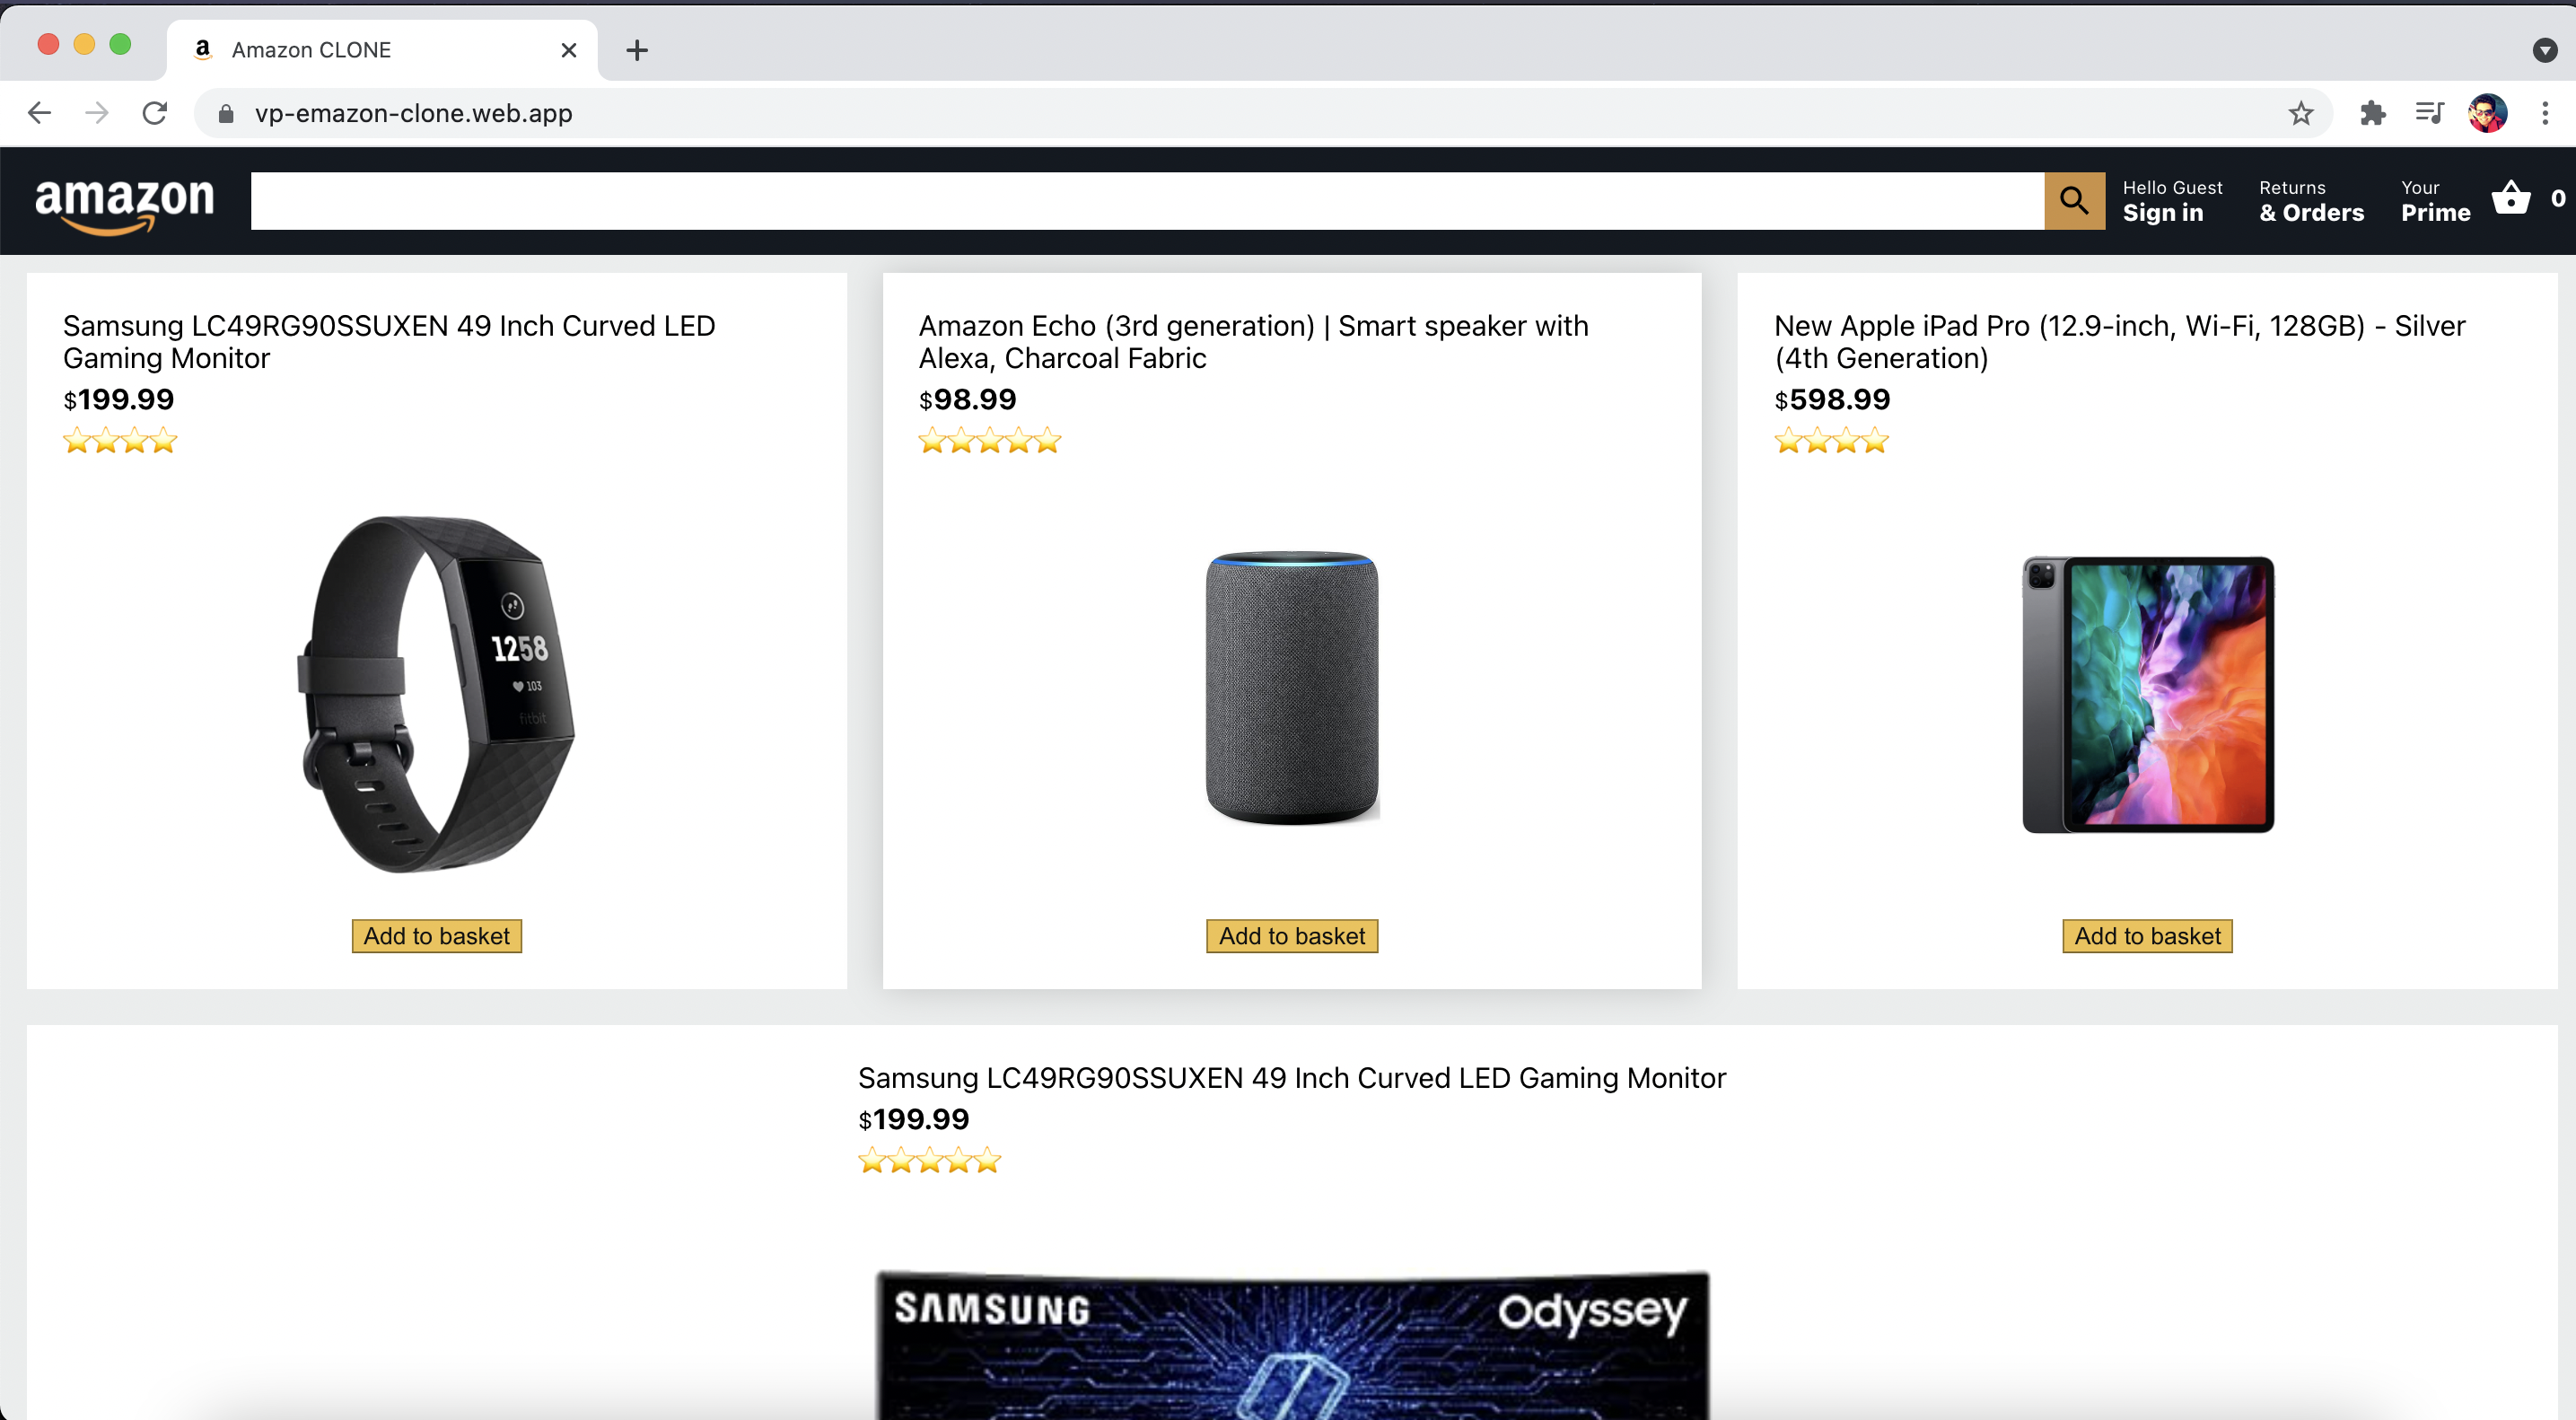 Amazon CLONE
vp-emazon-clone.web.app
amazon
Hello Guest
Sign in
Returns
& Orders
Your
Prime
0
Samsung LC49RG90SSUXEN 49 Inch Curved LED
Gaming Monitor
$199.99
1258
103
fitbit
Add to basket
Amazon Echo (3rd generation) | Smart speaker with
Alexa, Charcoal Fabric
$98.99
Add to basket
New Apple iPad Pro (12.9-inch, Wi-Fi, 128GB) - Silver
(4th Generation)
$598.99
Add to basket
Samsung LC49RG90SSUXEN 49 Inch Curved LED Gaming Monitor
$199.99
SAMSUNG
Odyssey